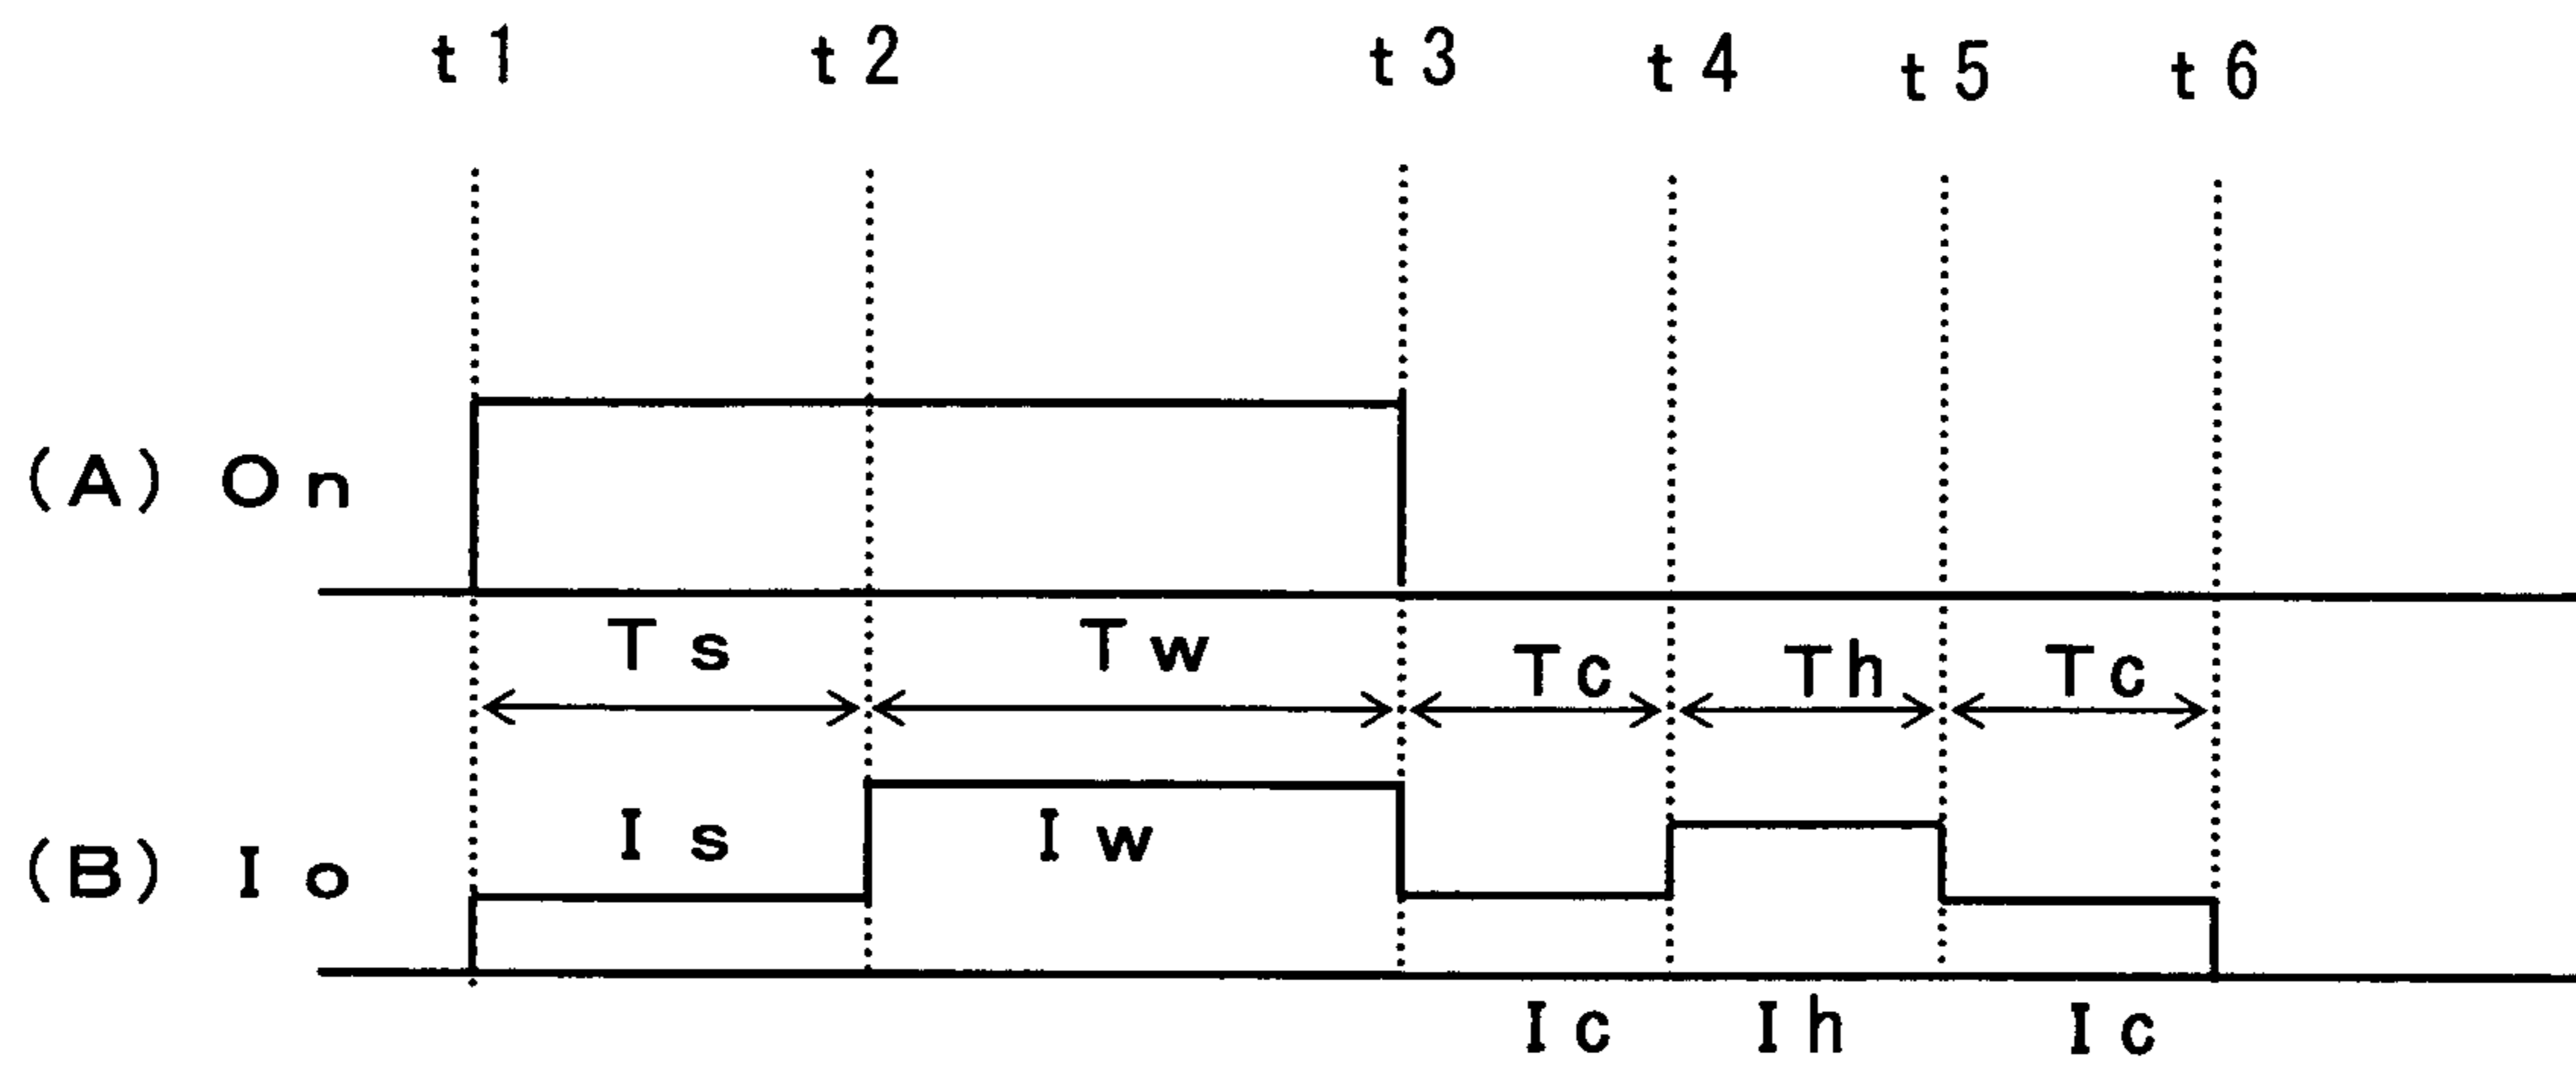 t1 t2 t3 t4 t5 t6
(A) On
Ts Tw Tc Th Tc
Is Iw
(B) Io
Ic Ih Ic